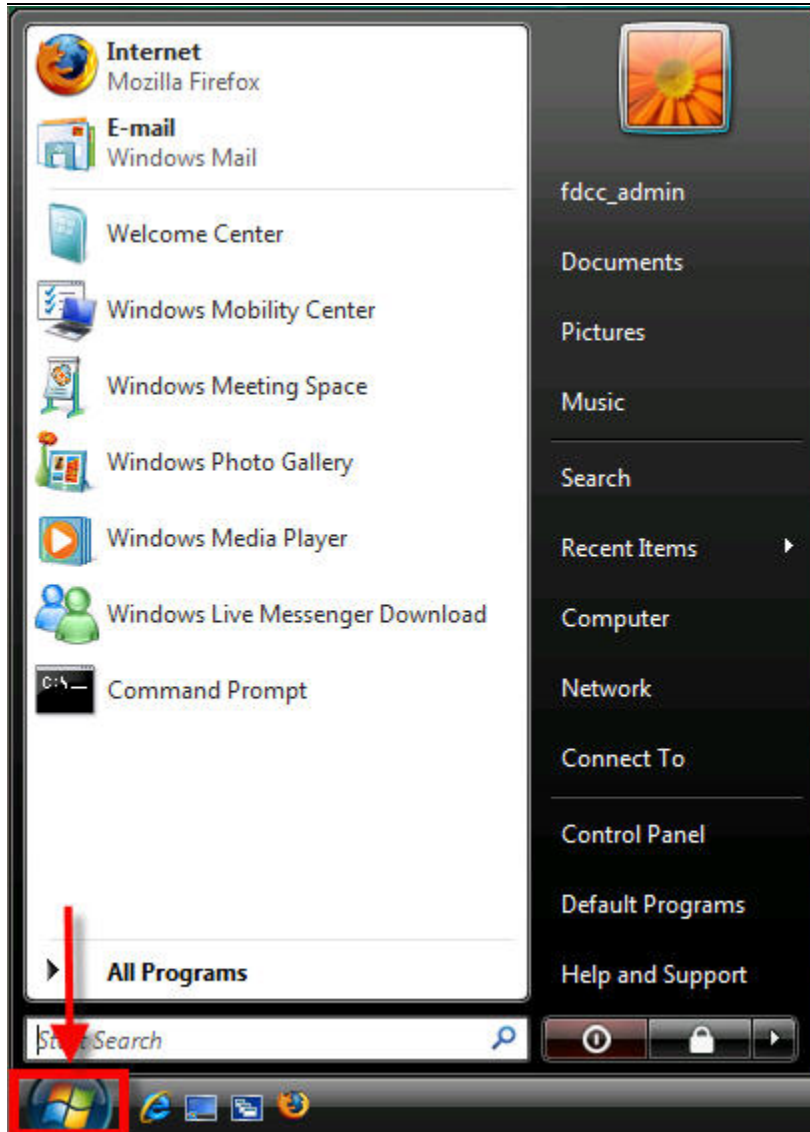 Internet
Mozilla Firefox
E-mail
Windows Mail
Welcome Center
Windows Mobility Center
Windows Meeting Space
Windows Photo Gallery
Windows Media Player
Windows Live Messenger Download
C:\
Command Prompt
All Programs
Start Search
fdcc_admin
Documents
Pictures
Music
Search
Recent Items
Computer
Network
Connect To
Control Panel
Default Programs
Help and Support